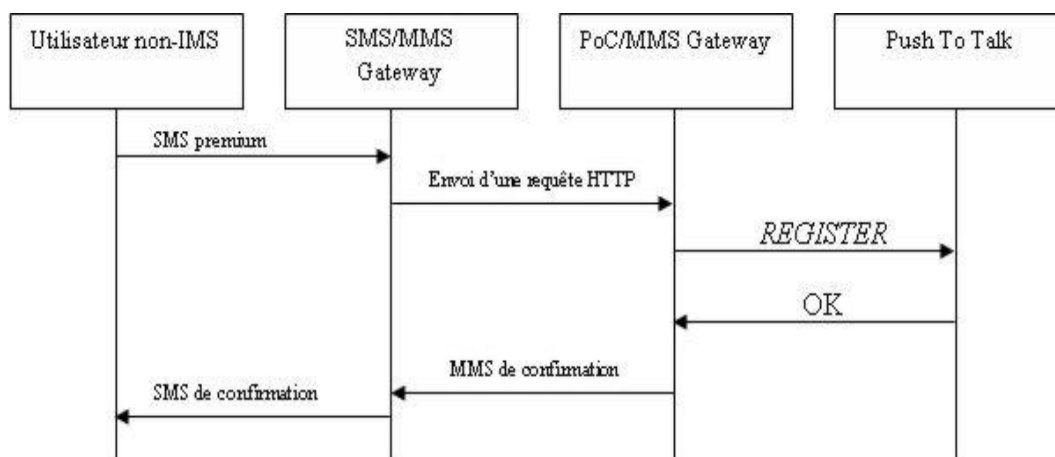 Utilisateur non-IMS
SMS/MMS
Gateway
PoC/MMS Gateway
Push To Talk
SMS premium
Envoi d'une requête HTTP
REGISTER
OK
MMS de confirmation
SMS de confirmation